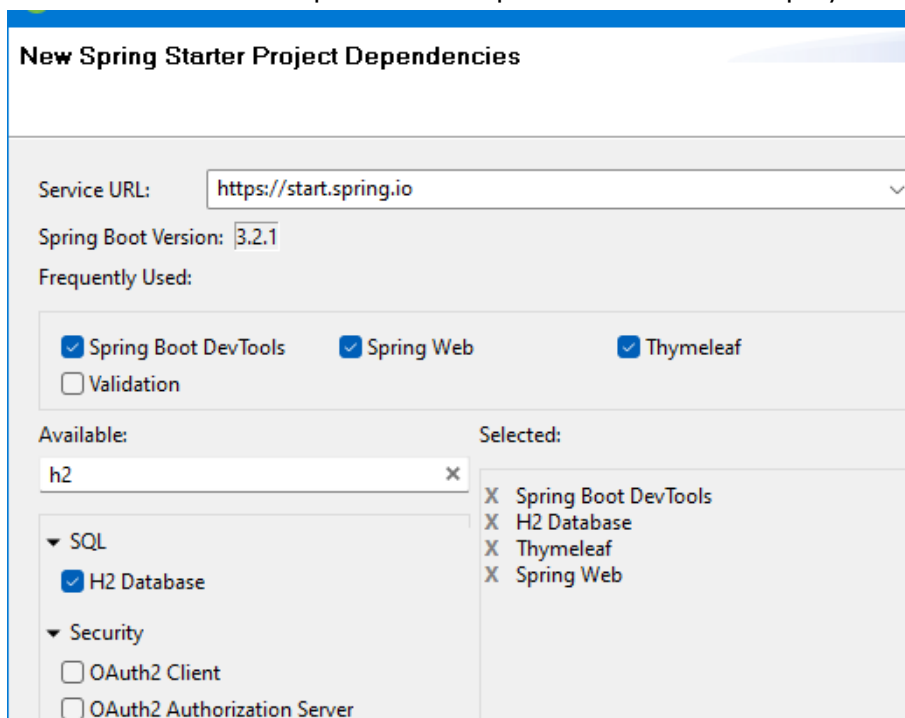 New Spring Starter Project Dependencies
Service URL: https://start.spring.io
Spring Boot Version: 3.2.1
Frequently Used:
Spring Boot DevTools Spring Web Thymeleaf
Validation
Available: Selected:
h2
X Spring Boot DevTools
X H2 Database
X Thymeleaf
X Spring Web
SQL
H2 Database
Security
OAuth2 Client
OAuth2 Authorization Server